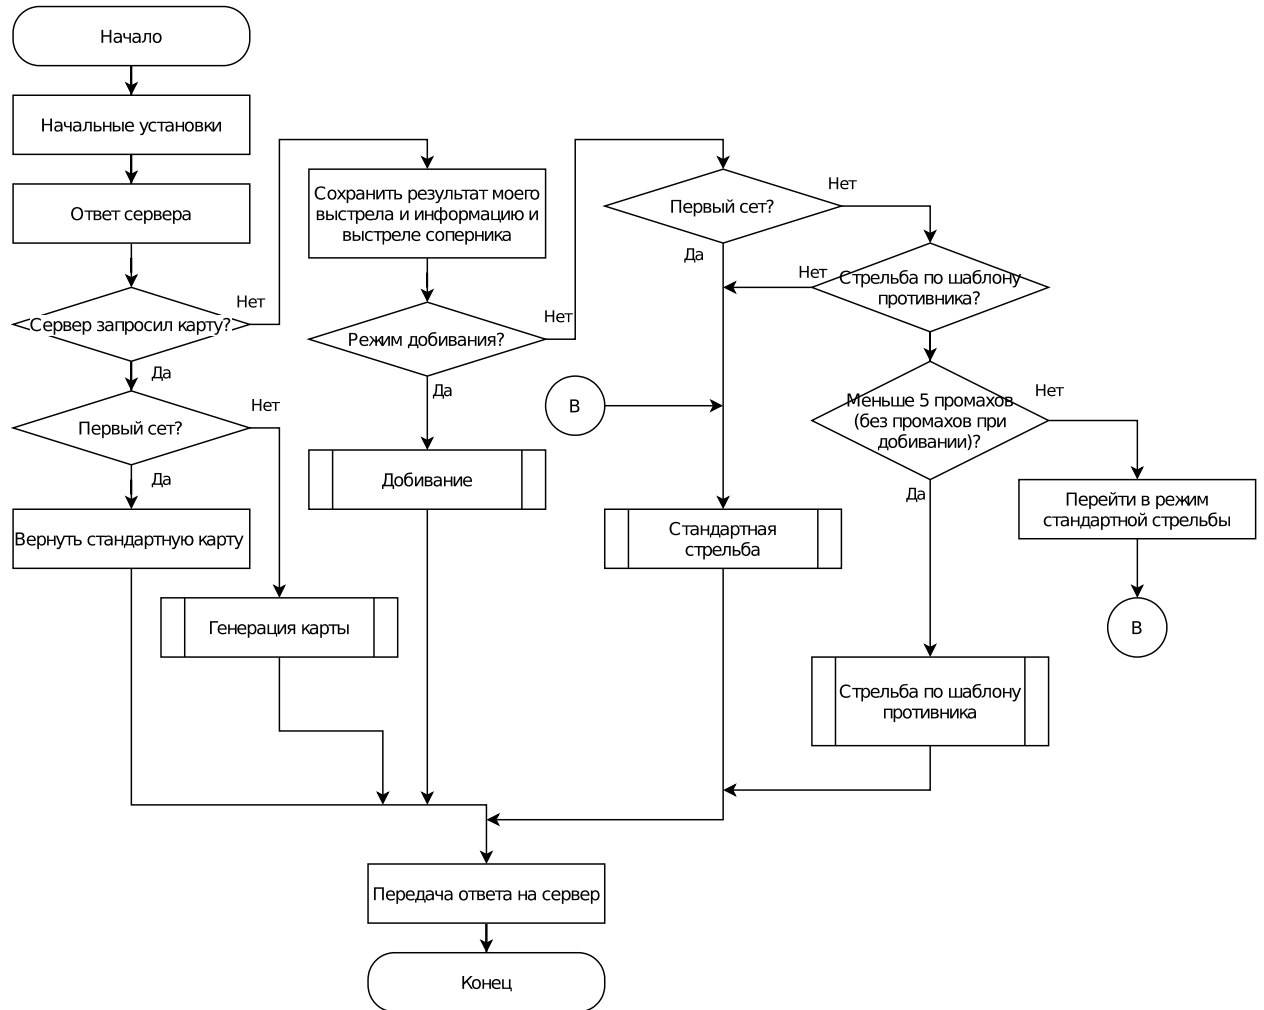 Начало
Начальные установки
Ответ сервера
Сервер запросил карту?
Нет
Да
Первый сет?
Нет
Да
Вернуть стандартную карту
Генерация карты
Сохранить результат моего
выстрела и информацию и
выстреле соперника
Режим добивания?
Нет
Да
Добивание
Первый сет?
Нет
Да
Стрельба по шаблону
противника?
Нет
В
Стандартная
стрельба
Меньше 5 промахов
(без промахов при
добивании)?
Нет
Да
Перейти в режим
стандартной стрельбы
В
Стрельба по шаблону
противника
Передача ответа на сервер
Конец